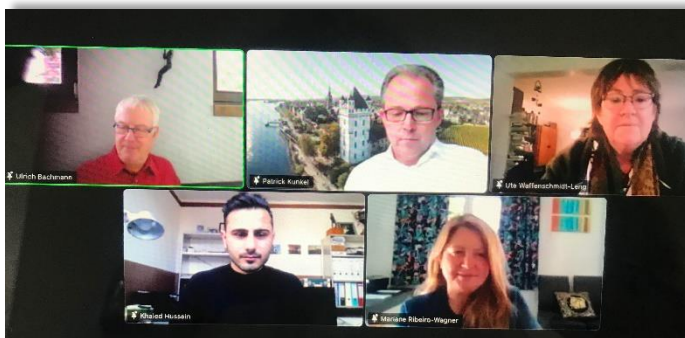 Ulrich Bachmann
Patrick Kunkel
Ute Waffenschmidt-Leng
Khaled Hussain
Mariane Ribeiro-Wagner